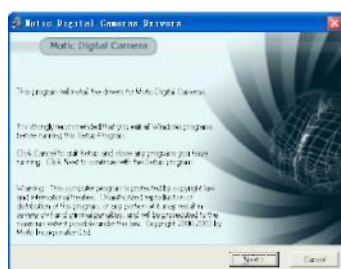 Motic Digital Cameras Drivers
Motic Digital Camera
This program will install the drivers for Motic Digital Cameras.
It is strongly recommended that you exit all Windows programs
before running this Setup Program.
Click Cancel to quit Setup and close any programs you have
running. Click Next to continue with the Setup program.
Warning: This computer program is protected by copyright law
and international treaties. Unauthorized reproduction or
distribution of this program, or any portion of it, may result in
severe civil and criminal penalties, and will be prosecuted to the
maximum extent possible under the law. Copyright 2000-2003 by
Motic Incorporation Ltd.
Next>
Cancel